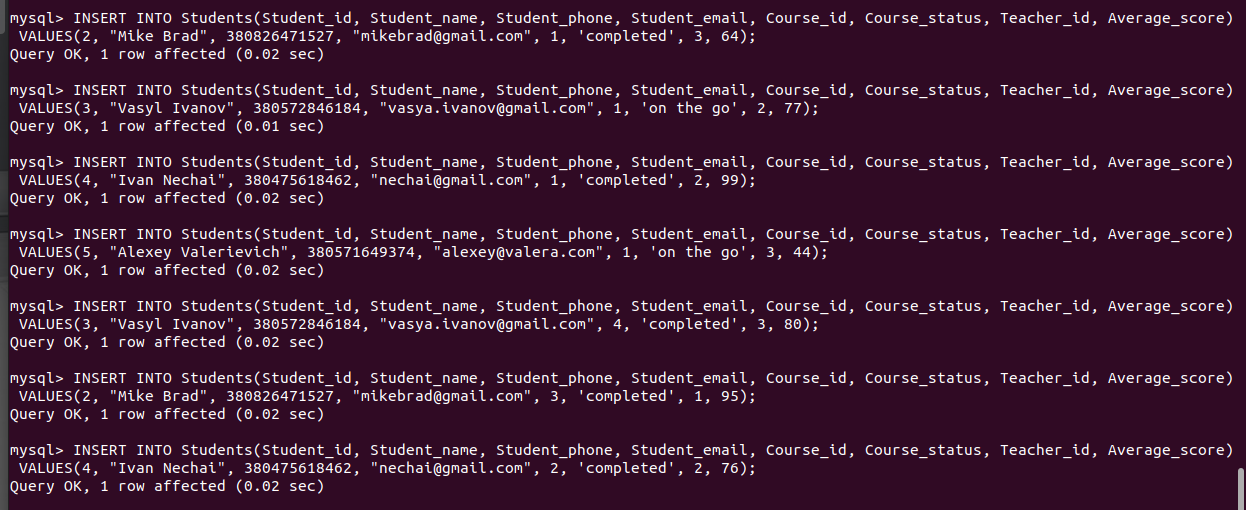 mysql> INSERT INTO Students(Student_id, Student_name, Student_phone, Student_email, Course_id, Course_status, Teacher_id, Average_score)
VALUES(2, "Mike Brad", 380826471527, "mikebrad@gmail.com", 1, 'completed', 3, 64);
Query OK, 1 row affected (0.02 sec)
mysql> INSERT INTO Students(Student_id, Student_name, Student_phone, Student_email, Course_id, Course_status, Teacher_id, Average_score)
VALUES(3, "Vasyl Ivanov", 380572846184, "vasya.ivanov@gmail.com", 1, 'on the go', 2, 77);
Query OK, 1 row affected (0.01 sec)
mysql> INSERT INTO Students(Student_id, Student_name, Student_phone, Student_email, Course_id, Course_status, Teacher_id, Average_score)
VALUES(4, "Ivan Nechai", 380475618462, "nechai@gmail.com", 1, 'completed', 2, 99);
Query OK, 1 row affected (0.02 sec)
mysql> INSERT INTO Students(Student_id, Student_name, Student_phone, Student_email, Course_id, Course_status, Teacher_id, Average_score)
VALUES(5, "Alexey Valerievich", 380571649374, "alexey@valera.com", 1, 'on the go', 3, 44);
Query OK, 1 row affected (0.02 sec)
mysql> INSERT INTO Students(Student_id, Student_name, Student_phone, Student_email, Course_id, Course_status, Teacher_id, Average_score)
VALUES(3, "Vasyl Ivanov", 380572846184, "vasya.ivanov@gmail.com", 4, 'completed', 3, 80);
Query OK, 1 row affected (0.02 sec)
mysql> INSERT INTO Students(Student_id, Student_name, Student_phone, Student_email, Course_id, Course_status, Teacher_id, Average_score)
VALUES(2, "Mike Brad", 380826471527, "mikebrad@gmail.com", 3, 'completed', 1, 95);
Query OK, 1 row affected (0.02 sec)
mysql> INSERT INTO Students(Student_id, Student_name, Student_phone, Student_email, Course_id, Course_status, Teacher_id, Average_score)
VALUES(4, "Ivan Nechai", 380475618462, "nechai@gmail.com", 2, 'completed', 2, 76);
Query OK, 1 row affected (0.02 sec)